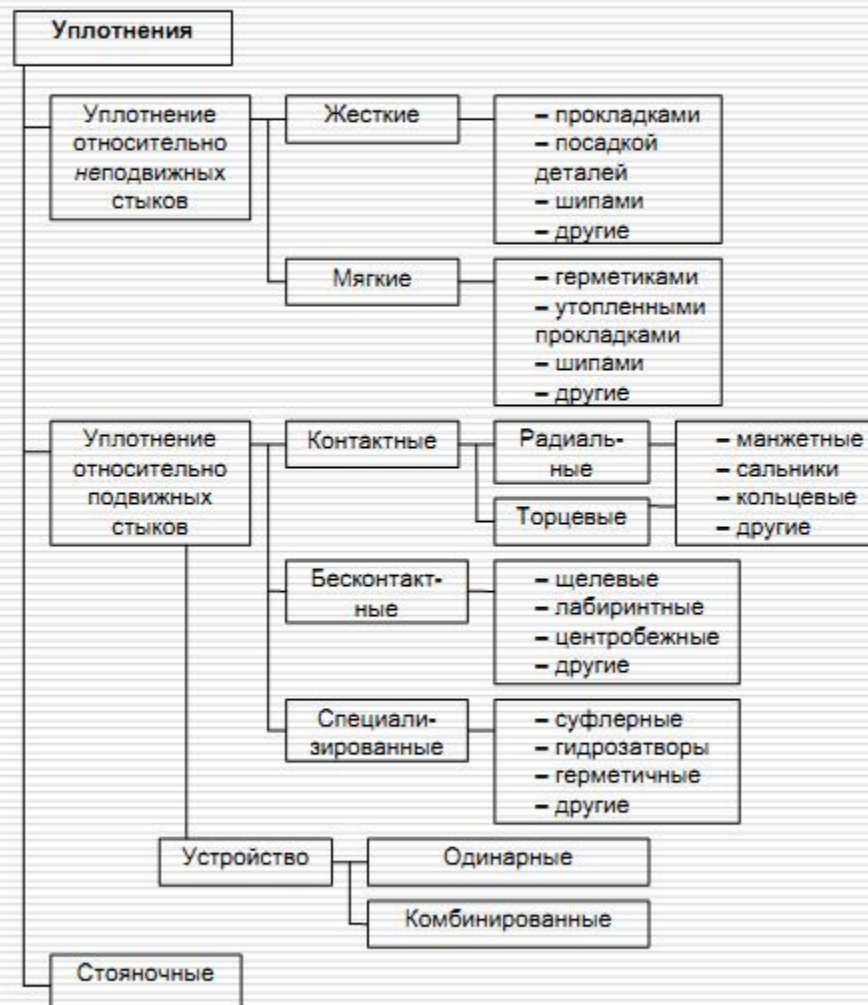 Уплотнения
Уплотнение
относительно
неподвижных
стыков
Жесткие
– прокладками
– посадкой
деталей
– шипами
– другие
Мягкие
– герметиками
– утопленными
прокладками
– шипами
– другие
Уплотнение
относительно
подвижных
стыков
Контактные
Радиаль-
ные
Торцевые
– манжетные
– сальники
– кольцевые
– другие
Бесконтакт-
ные
– щелевые
– лабиринтные
– центробежные
– другие
Специали-
зированные
– суфлерные
– гидрозатворы
– герметичные
– другие
Устройство
Одинарные
Комбинированные
Стояночные